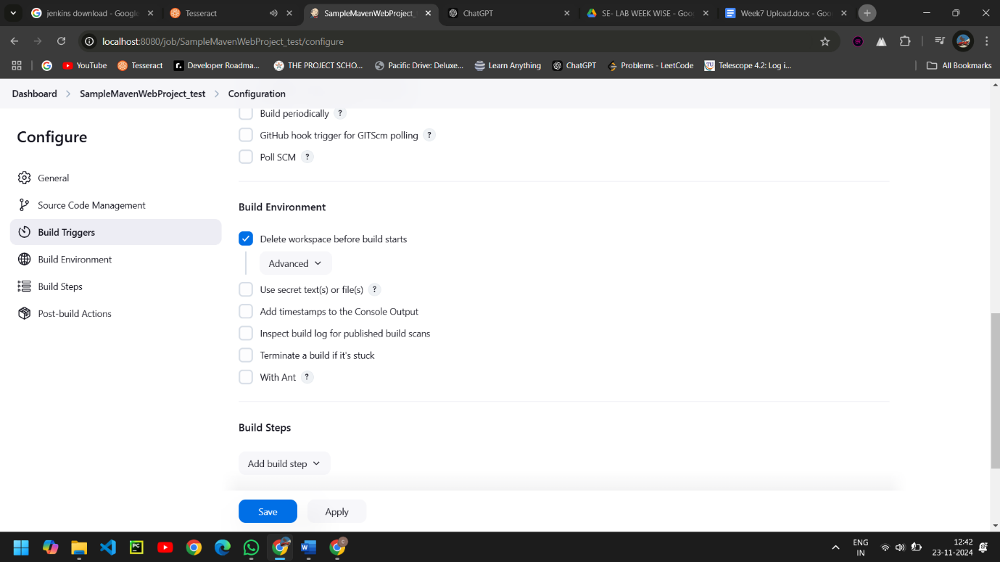 jenkins download - Google
Tesseract
SampleMavenWebProject_
ChatGPT
SE- LAB WEEK WISE - Goo
Week7 Upload.docx - Goo
localhost:8080/job/SampleMavenWebProject_test/configure
YouTube
Tesseract
Developer Roadma...
THE PROJECT SCHO...
Pacific Drive: Deluxe...
Learn Anything
ChatGPT
Problems - LeetCode
Telescope 4.2: Log i...
All Bookmarks
Dashboard
SampleMavenWebProject_test
Configuration
Configure
General
Source Code Management
Build Triggers
Build Environment
Build Steps
Post-build Actions
Build periodically ?
GitHub hook trigger for GITScm polling ?
Poll SCM ?
Build Environment
Delete workspace before build starts
Advanced
Use secret text(s) or file(s) ?
Add timestamps to the Console Output
Inspect build log for published build scans
Terminate a build if it's stuck
With Ant ?
Build Steps
Add build step
Save
Apply
ENG
IN
12:42
23-11-2024